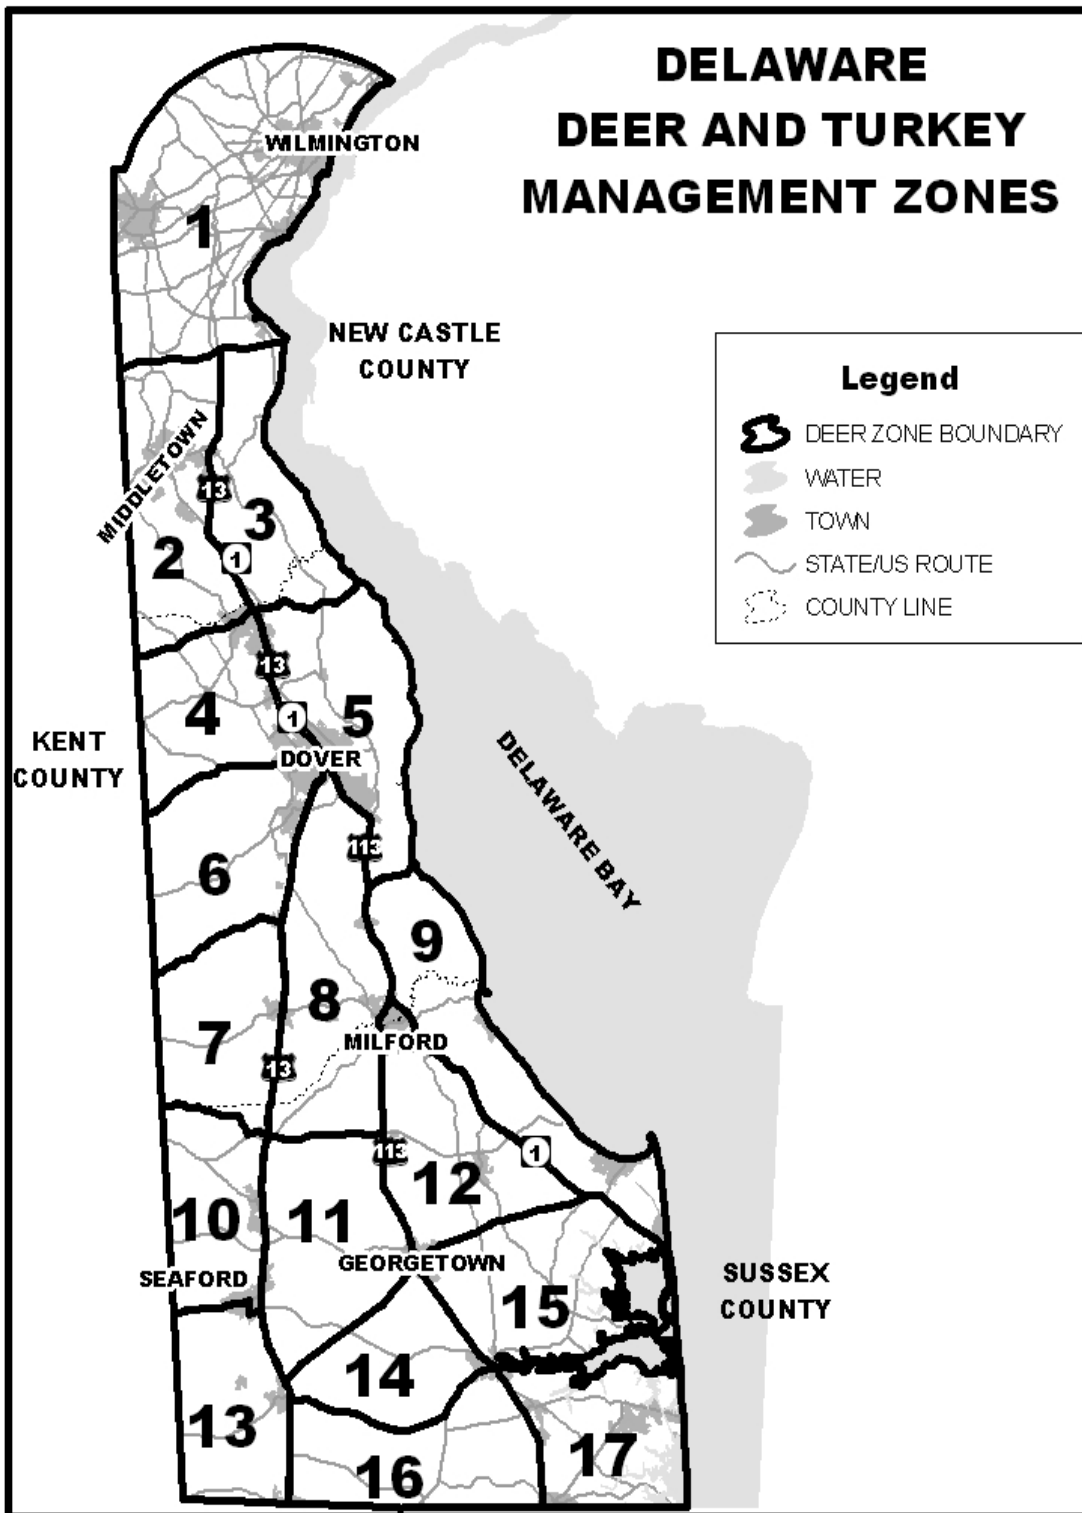 DELAWARE
DEER AND TURKEY
MANAGEMENT ZONES
WILMINGTON
1
NEW CASTLE
COUNTY
Legend
DEER ZONE BOUNDARY
WATER
TOWN
STATE/US ROUTE
COUNTY LINE
MIDDLETOWN
13
3
2
1
13
4
5
1
KENT
COUNTY
DOVER
DELAWARE BAY
113
6
9
8
7
MILFORD
13
113
1
12
10
11
GEORGETOWN
SEAFORD
SUSSEX
COUNTY
15
14
13
17
16